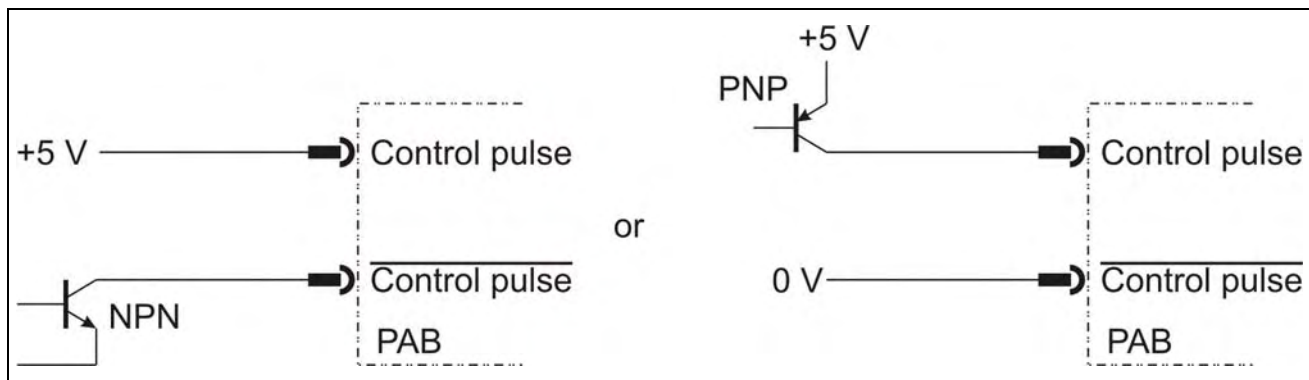 +5 V
Control pulse
NPN
Control pulse
PAB
or
+5 V
PNP
Control pulse
0 V
Control pulse
PAB